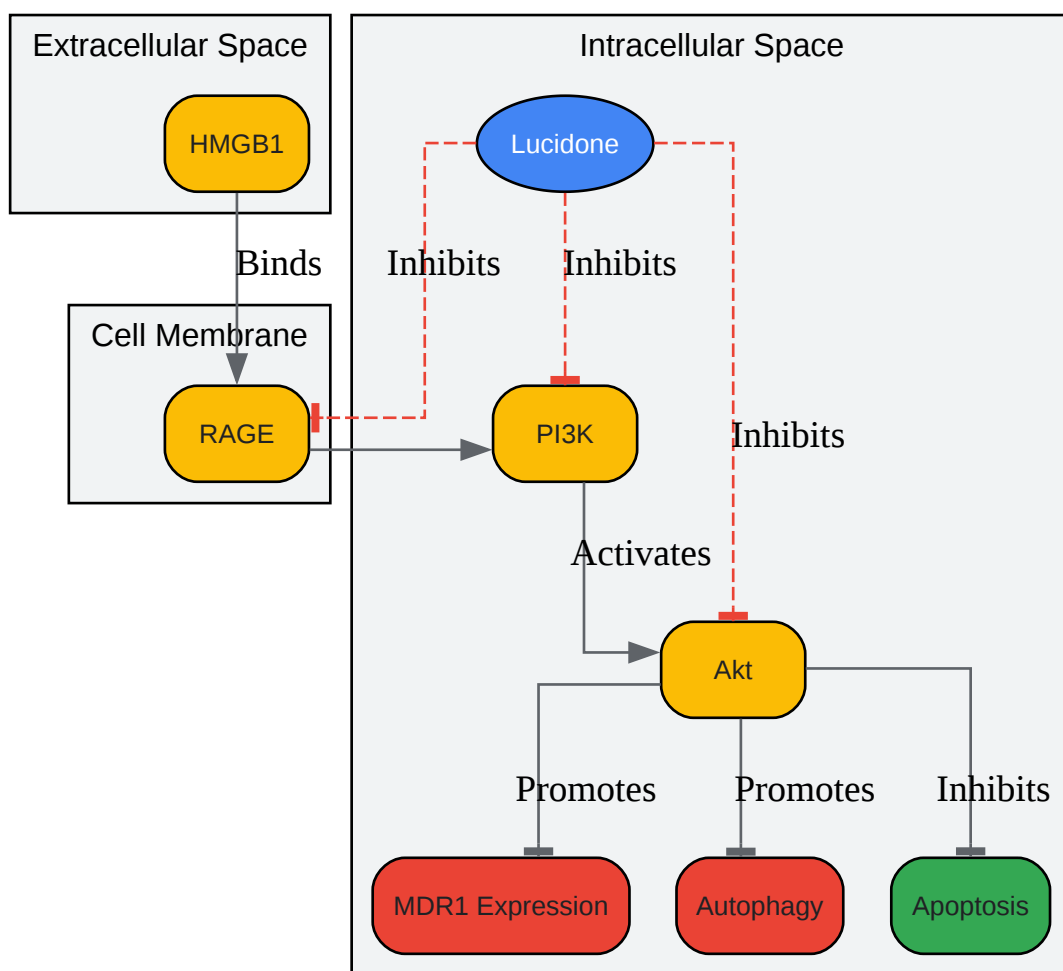 Extracellular Space
Intracellular Space
HMGB1
Lucidone
Binds
Inhibits
Inhibits
Cell Membrane
RAGE
PI3K
Inhibits
Activates
Akt
Promotes
Promotes
Inhibits
MDR1 Expression
Autophagy
Apoptosis